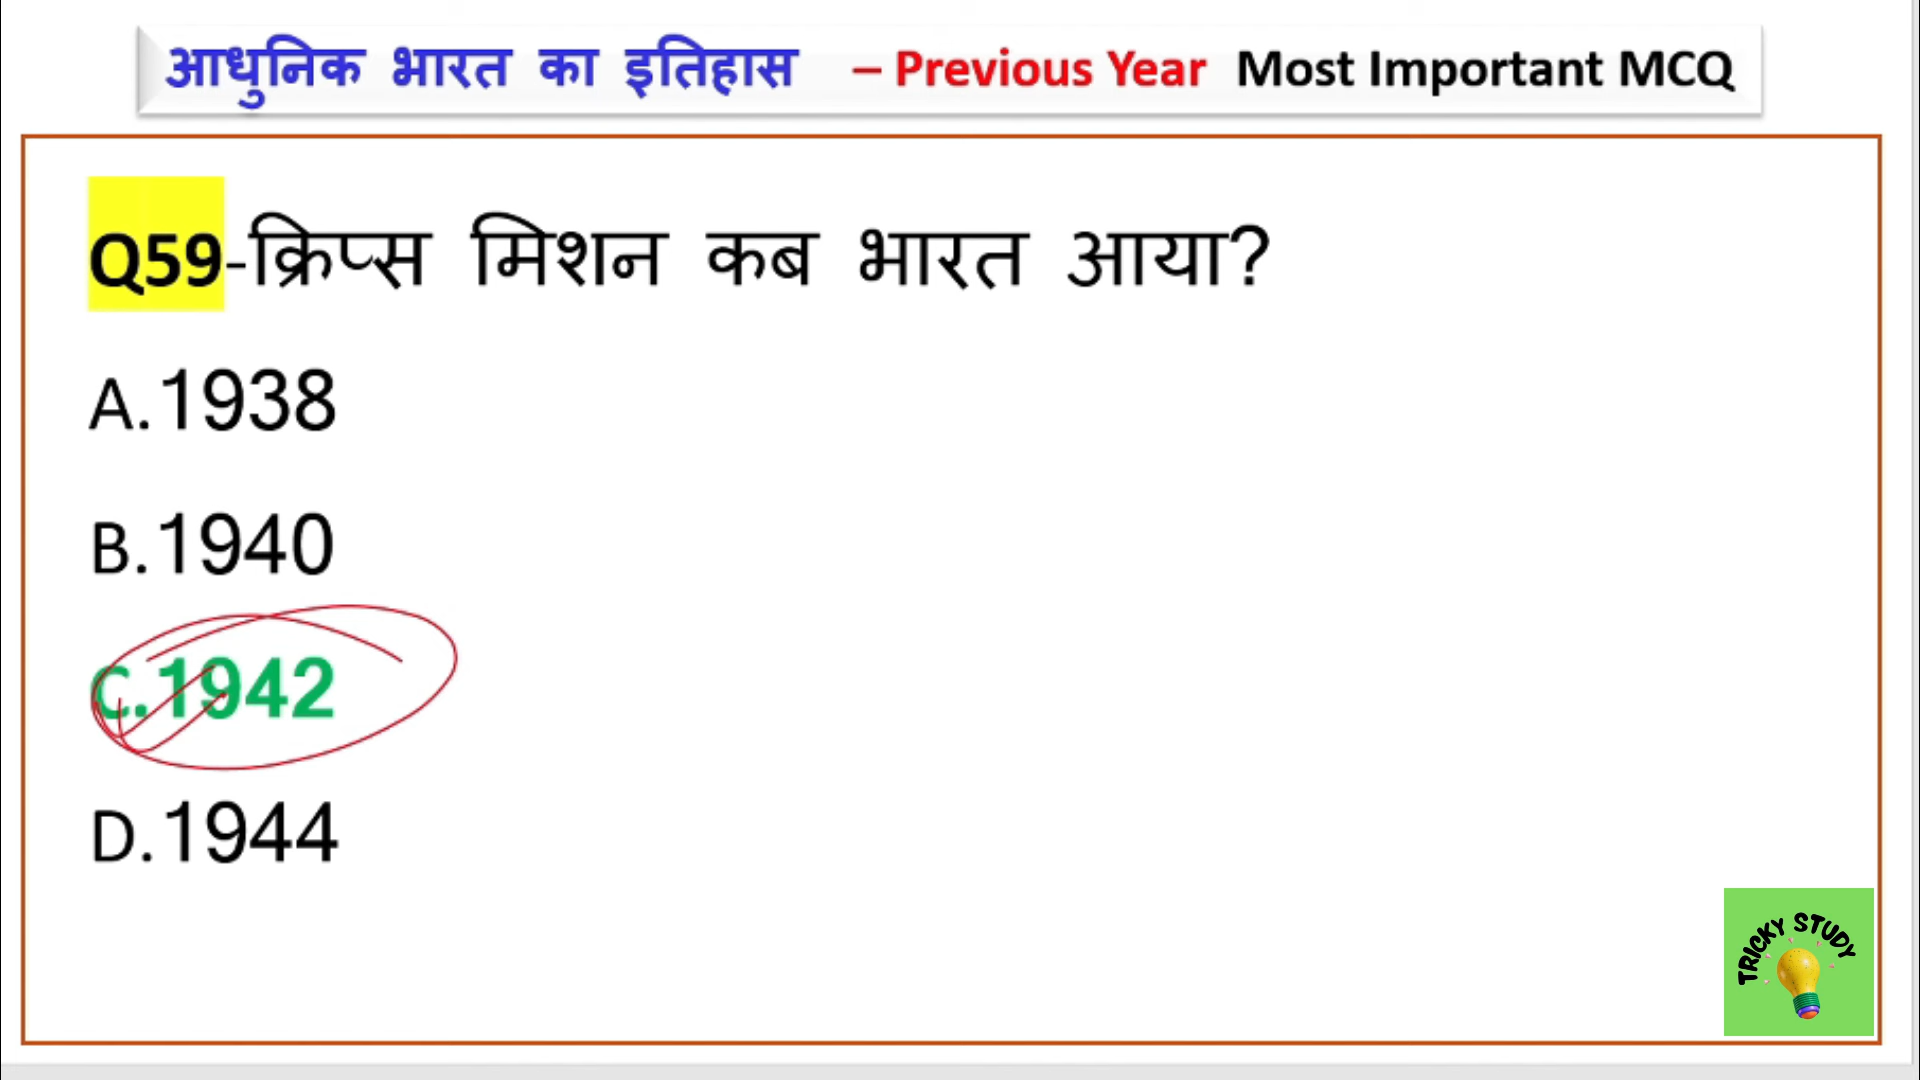 आधुनिक भारत का इतिहास – Previous Year Most Important MCQ
Q59-क्रिप्स मिशन कब भारत आया?
A.1938
B.1940
C.1942
D.1944
TRICKY STUDY